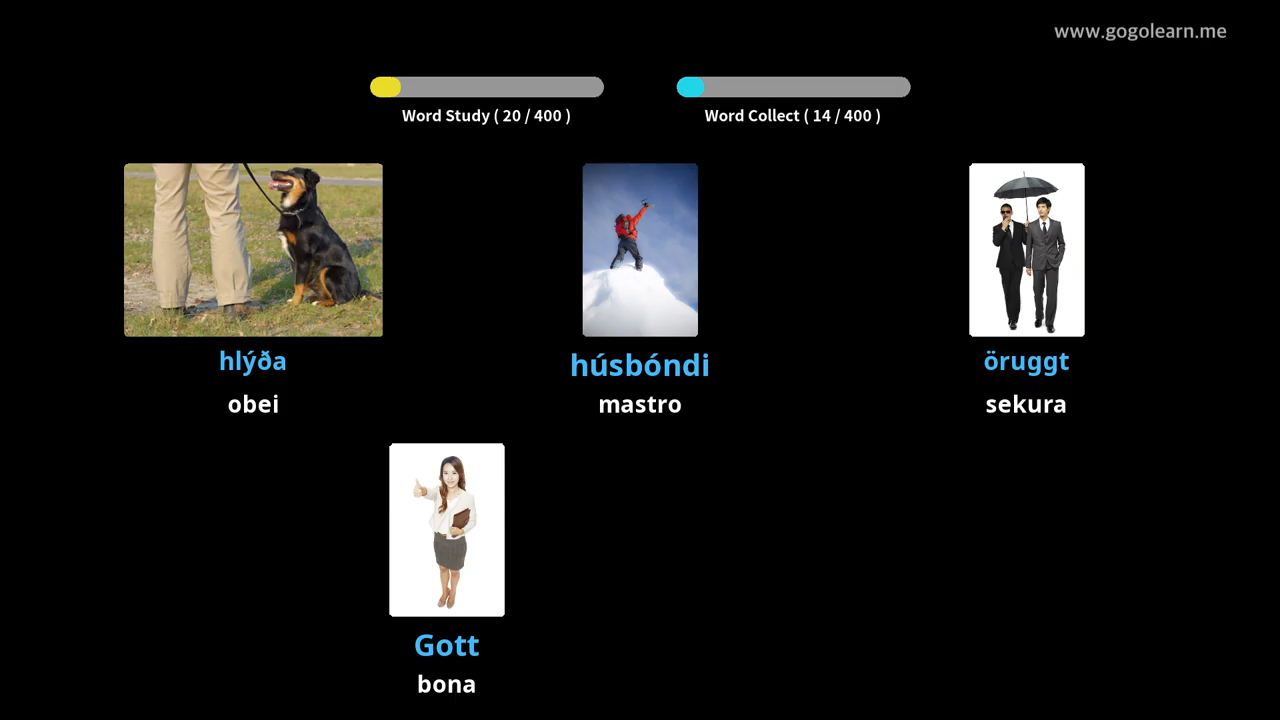 www.gogolearn.me
Word Study ( 20 / 400 )
Word Collect ( 14 / 400 )
hlýða
húsbóndi
öruggt
obei
mastro
sekura
Gott
bona